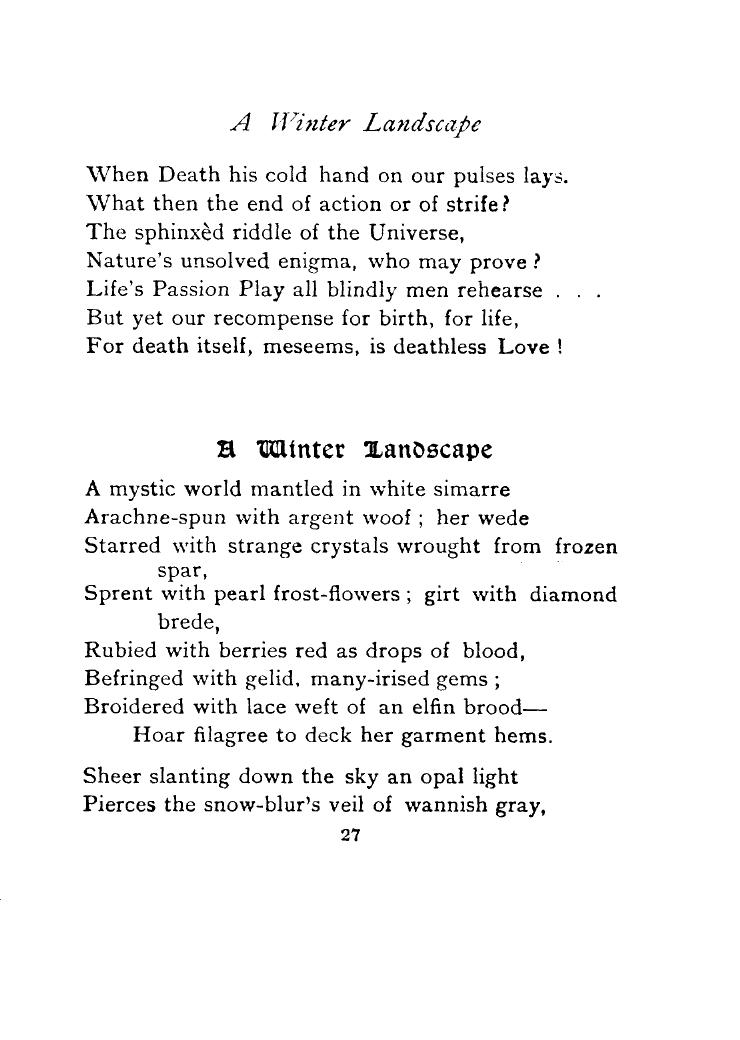 A Winter Landscape
When Death his cold hand on our pulses lays.
What then the end of action or of strife?
The sphinxèd riddle of the Universe,
Nature's unsolved enigma, who may prove?
Life's Passion Play all blindly men rehearse . . .
But yet our recompense for birth, for life,
For death itself, meseems, is deathless Love!
A Winter Landscape
A mystic world mantled in white simarre
Arachne-spun with argent woof; her wede
Starred with strange crystals wrought from frozen
spar,
Sprent with pearl frost-flowers; girt with diamond
brede,
Rubied with berries red as drops of blood,
Befringed with gelid, many-irised gems;
Broidered with lace weft of an elfin brood—
Hoar filagree to deck her garment hems.
Sheer slanting down the sky an opal light
Pierces the snow-blur's veil of wannish gray,
27